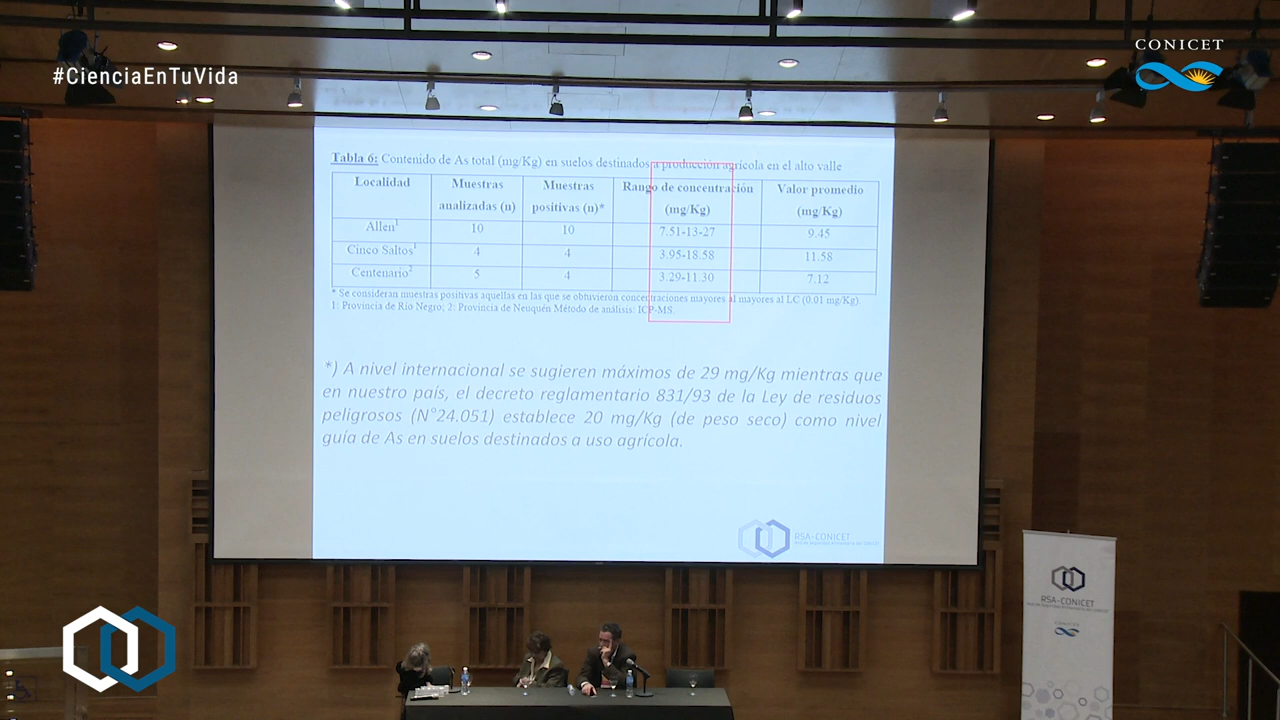 CONICET
#CienciaEnTuVida
Tabla 6: Contenido de As total (mg/Kg) en suelos destinados a producción agrícola en el alto valle
Localidad Muestras analizadas (n) Muestras positivas (n)* Rango de concentración (mg/Kg) Valor promedio (mg/Kg)
Allen1 10 10 7.51-13-27 9.45
Cinco Saltos1 4 4 3.95-18.58 11.58
Centenario2 5 4 3.29-11.30 7.12
* Se consideran muestras positivas aquellas en las que se obtuvieron concentraciones mayores al mayores al LC (0.01 mg/Kg).
1: Provincia de Río Negro; 2: Provincia de Neuquén Método de análisis: ICP-MS.
*) A nivel internacional se sugieren máximos de 29 mg/Kg mientras que
en nuestro país, el decreto reglamentario 831/93 de la Ley de residuos
peligrosos (N°24.051) establece 20 mg/Kg (de peso seco) como nivel
guía de As en suelos destinados a uso agrícola.
RSA-CONICET
RSA-CONICET
CONICET